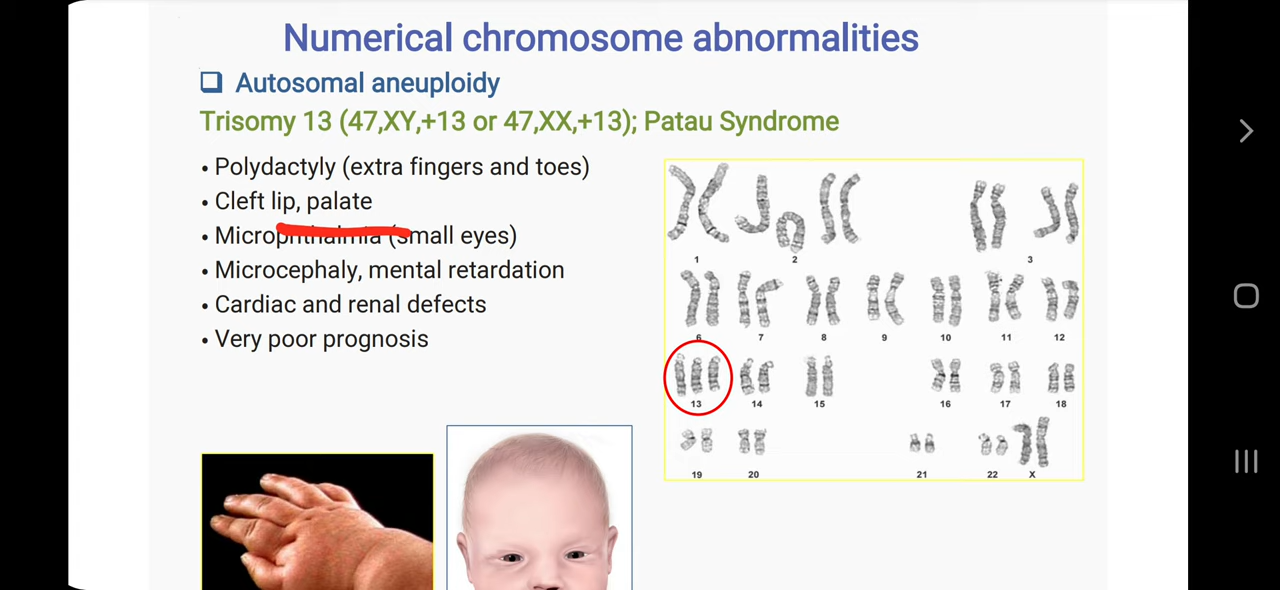 Numerical chromosome abnormalities
❑ Autosomal aneuploidy
Trisomy 13 (47,XY,+13 or 47,XX,+13); Patau Syndrome
• Polydactyly (extra fingers and toes)
• Cleft lip, palate
• Microphthalmia (small eyes)
• Microcephaly, mental retardation
• Cardiac and renal defects
• Very poor prognosis
1 2 3
6 7 8 9 10 11 12
13 14 15 16 17 18
19 20 21 22 X